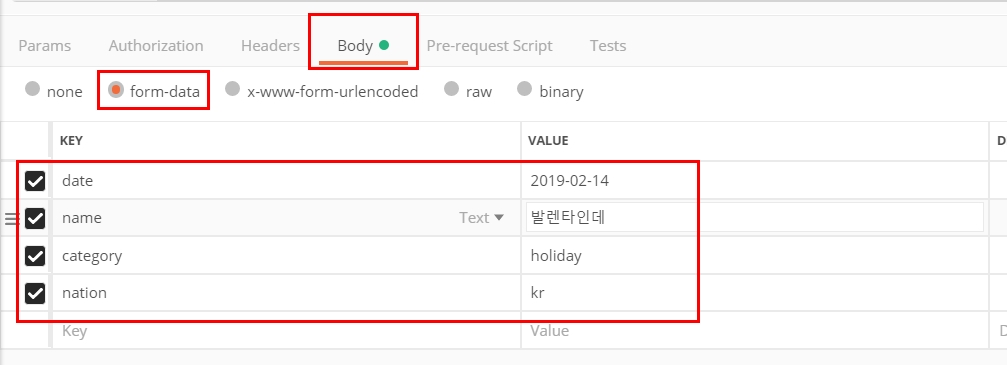 Params Authorization Headers Body Pre-request Script Tests
none form-data x-www-form-urlencoded raw binary
KEY VALUE D
date 2019-02-14
name Text 발렌타인데
category holiday
nation kr
Key Value D